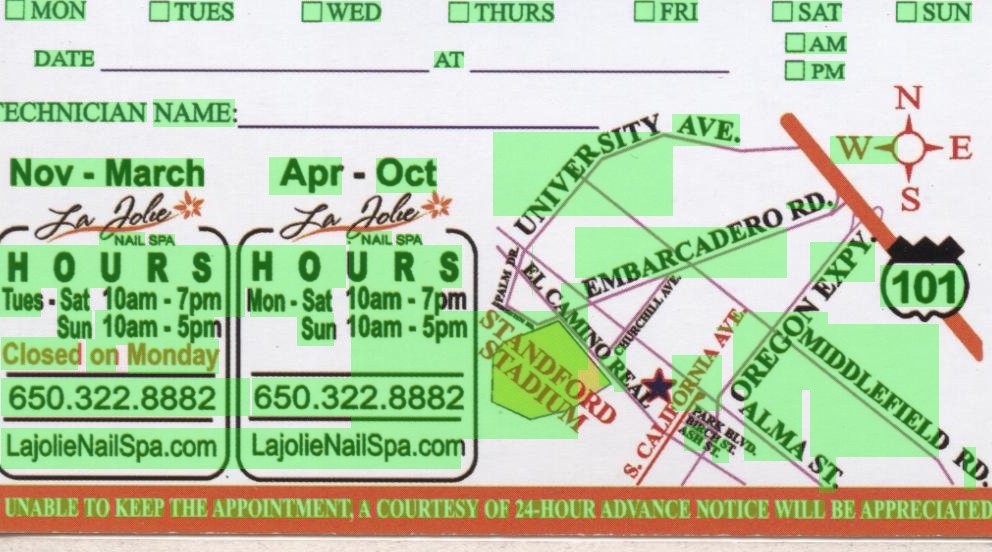 MON TUES WED THURS FRI SAT SUN
DATE AT AM
PM
TECHNICIAN NAME:
Nov - March
La Jolie
NAIL SPA
HOURS
Tues - Sat 10am - 7pm
Sun 10am - 5pm
Closed on Monday
650.322.8882
LajolieNailSpa.com
Apr - Oct
La Jolie
NAIL SPA
HOURS
Mon - Sat 10am - 7pm
Sun 10am - 5pm
650.322.8882
LajolieNailSpa.com
N
W E
S
UNIVERSITY AVE.
EMBARCADERO RD.
OREGON EXPY.
101
PALM DR.
EL CAMINO REAL
CHURCHILL AVE.
STANDFORD
STADIUM
S. CALIFORNIA AVE.
MIDDLEFIELD RD.
ALMA ST.
PARK BLVD.
BIRCH ST.
ASH ST.
UNABLE TO KEEP THE APPOINTMENT, A COURTESY OF 24-HOUR ADVANCE NOTICE WILL BE APPRECIATED